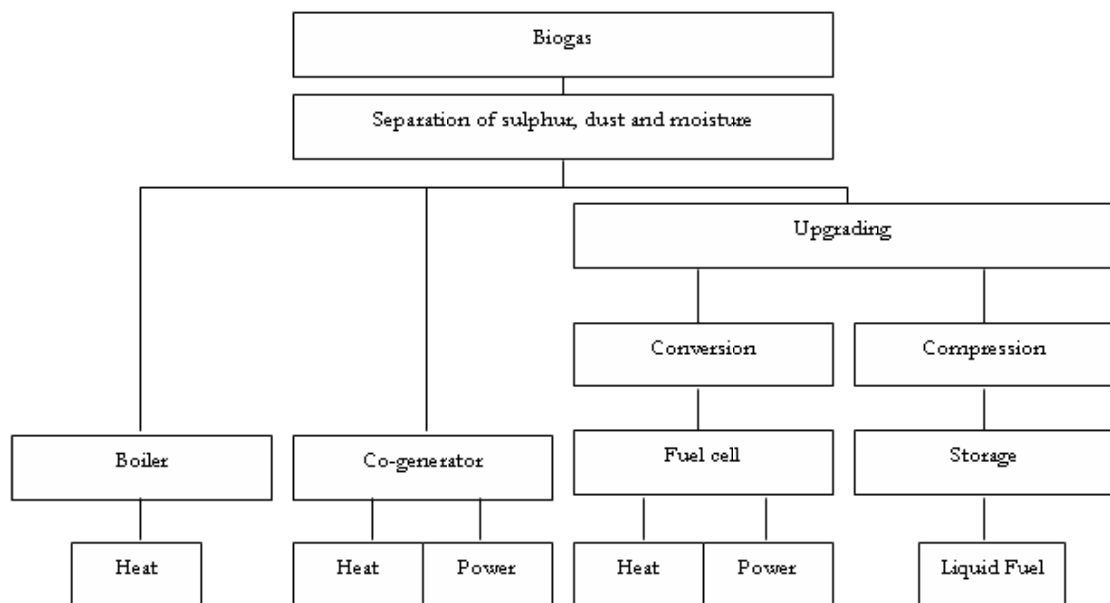 Biogas
Separation of sulphur, dust and moisture
Upgrading
Conversion
Compression
Boiler
Co-generator
Fuel cell
Storage
Heat
Heat
Power
Heat
Power
Liquid Fuel